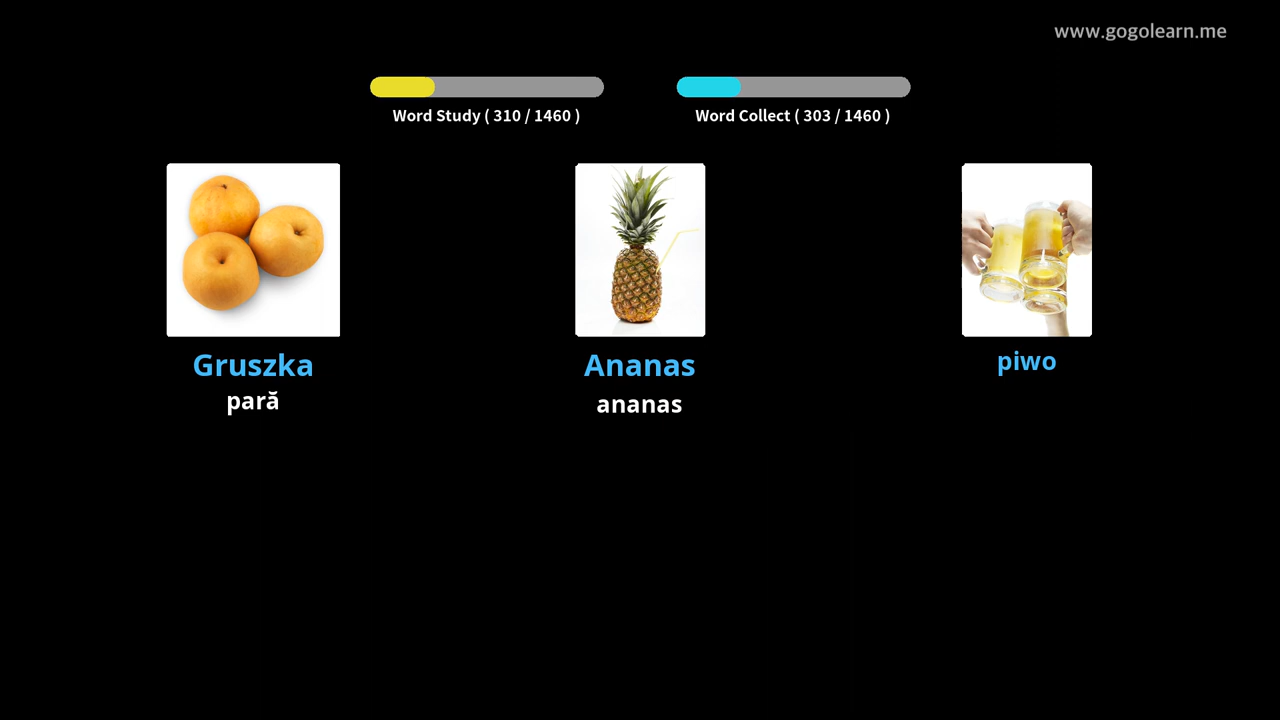 www.gogolearn.me
Word Study ( 310 / 1460 )
Word Collect ( 303 / 1460 )
Gruszka
pară
Ananas
ananas
piwo